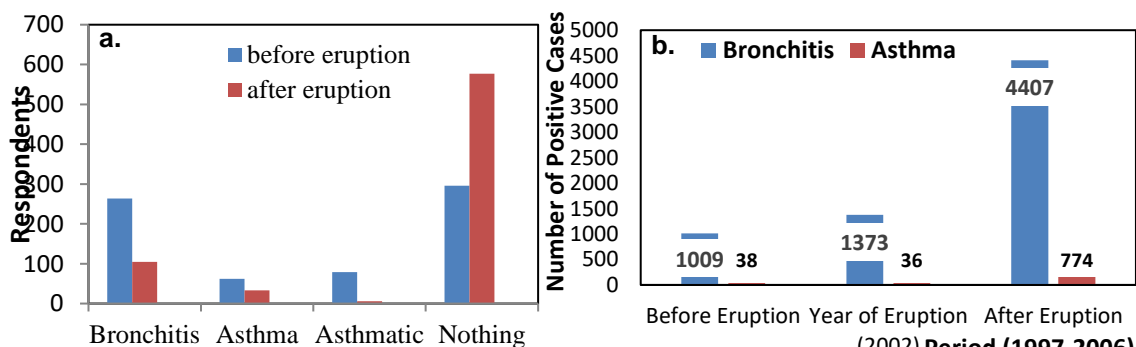 a.
Respondents
700
600
500
400
300
200
100
0
before eruption
after eruption
Bronchitis Asthma Asthmatic Nothing
b.
Number of Positive Cases
5000
4500
4000
3500
3000
2500
2000
1500
1000
500
0
Bronchitis Asthma
1009 38 1373 36 4407 774
Before Eruption Year of Eruption After Eruption
(2002) Period (1997-2006)